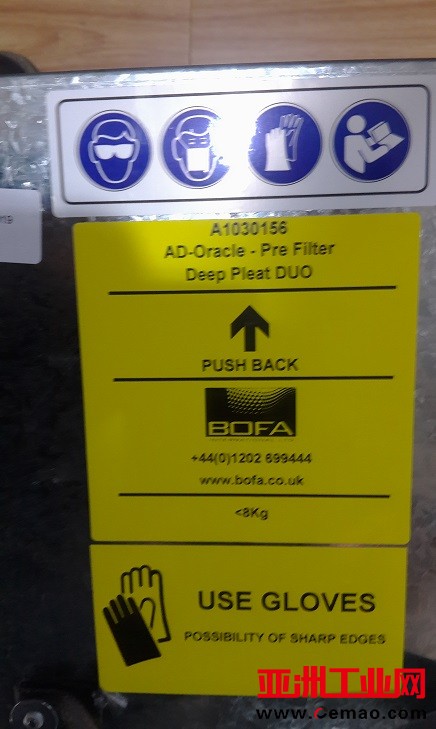 A1030156
AD-Oracle - Pre Filter
Deep Pleat DUO
PUSH BACK
BOFA
+44(0)1202 699444
www.bofa.co.uk
<8Kg
USE GLOVES
POSSIBILITY OF SHARP EDGES
亚洲工业网
www.cemao.com